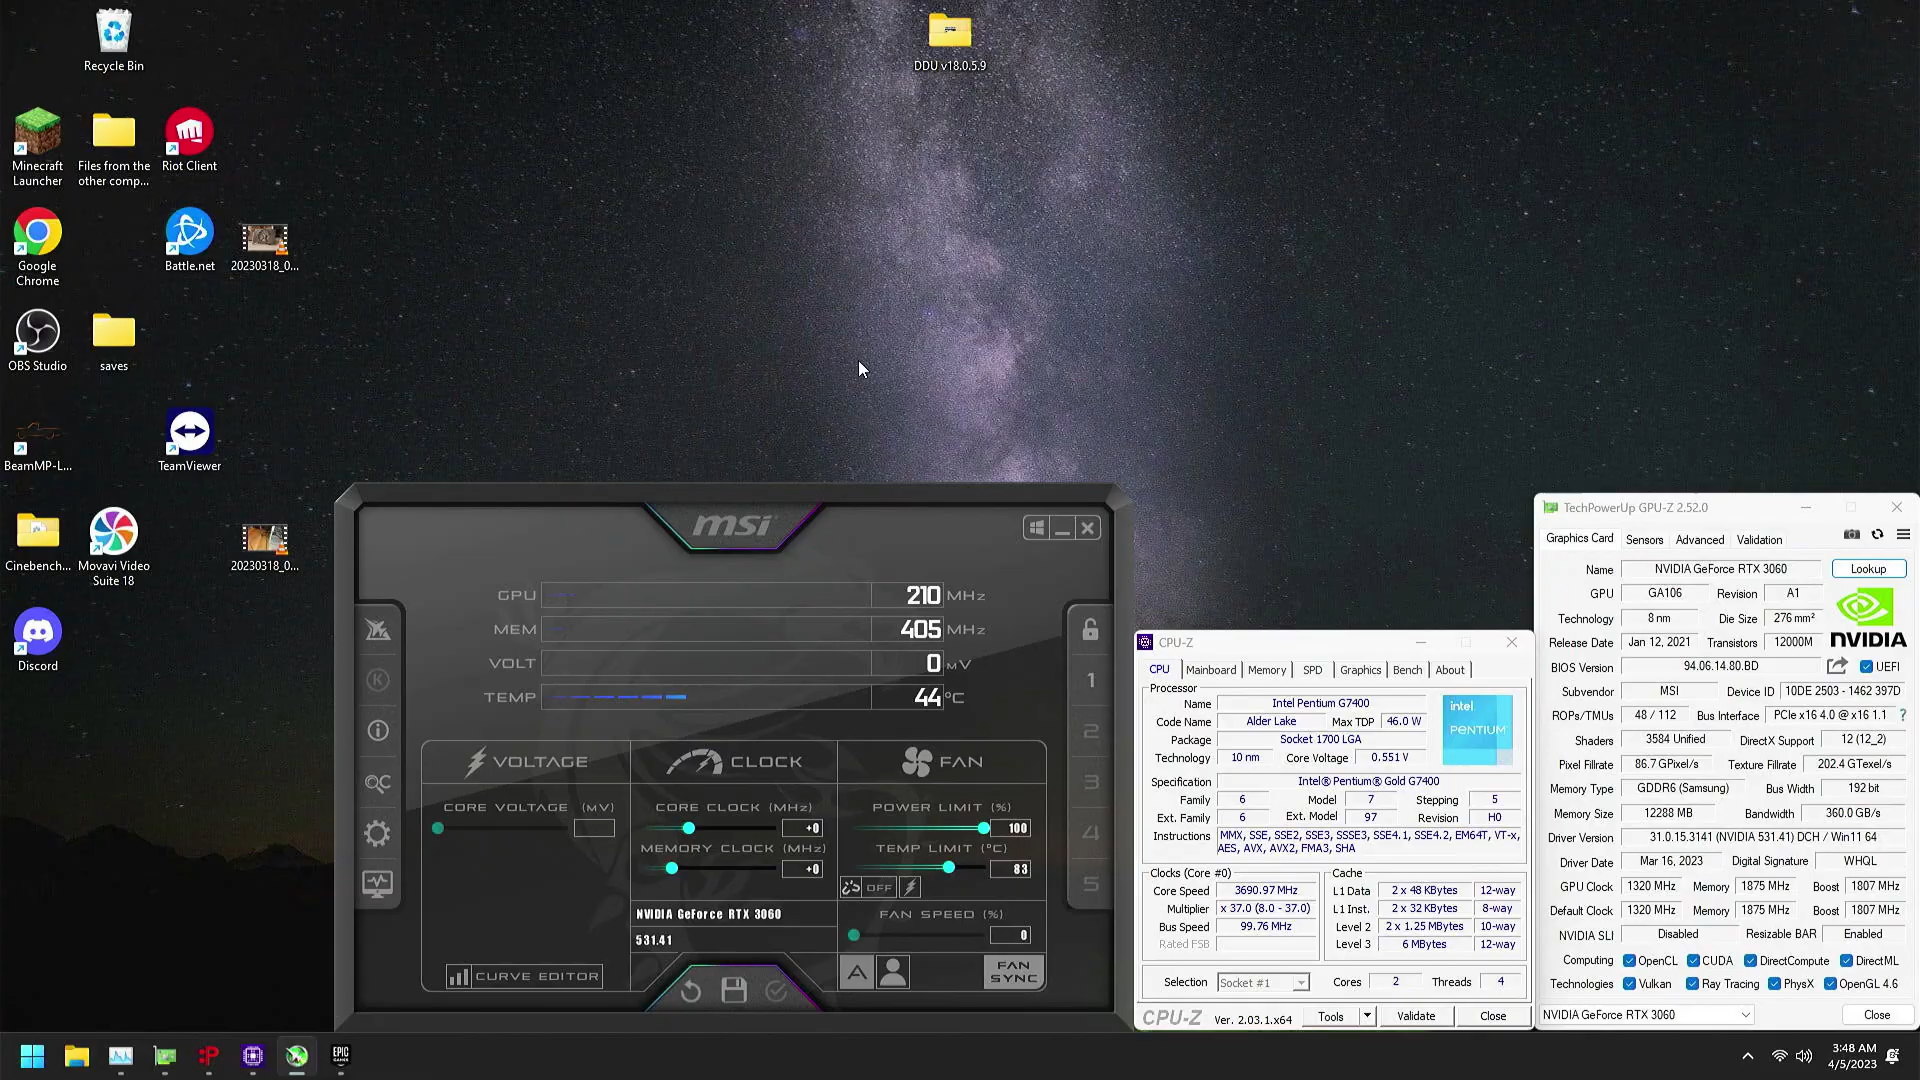 Recycle Bin
DDU v18.0.5.9
Minecraft Launcher
Files from the other comp...
Riot Client
Google Chrome
Battle.net
20230318_0...
OBS Studio
saves
BeamMP-L...
TeamViewer
Cinebench...
Movavi Video Suite 18
20230318_0...
Discord
msi
GPU 210 MHz
MEM 405 MHz
VOLT 0 MV
TEMP 44 °C
K
OC
1
2
3
4
5
VOLTAGE
CORE VOLTAGE (MV)
CURVE EDITOR
CLOCK
CORE CLOCK (MHz)
+0
MEMORY CLOCK (MHz)
+0
NVIDIA GeForce RTX 3060
531.41
FAN
POWER LIMIT (%)
100
TEMP LIMIT (°C)
83
OFF
FAN SPEED (%)
0
A
FAN SYNC
CPU-Z
CPU Mainboard Memory SPD Graphics Bench About
Processor
Name Intel Pentium G7400
Code Name Alder Lake Max TDP 46.0 W
Package Socket 1700 LGA
Technology 10 nm Core Voltage 0.551 V
intel
PENTIUM
Specification Intel® Pentium® Gold G7400
Family 6 Model 7 Stepping 5
Ext. Family 6 Ext. Model 97 Revision H0
Instructions MMX, SSE, SSE2, SSE3, SSSE3, SSE4.1, SSE4.2, EM64T, VT-x,
AES, AVX, AVX2, FMA3, SHA
Clocks (Core #0)
Core Speed 3690.97 MHz
Multiplier x 37.0 (8.0 - 37.0)
Bus Speed 99.76 MHz
Rated FSB
Cache
L1 Data 2 x 48 KBytes 12-way
L1 Inst. 2 x 32 KBytes 8-way
Level 2 2 x 1.25 MBytes 10-way
Level 3 6 MBytes 12-way
Selection Socket #1 Cores 2 Threads 4
CPU-Z Ver. 2.03.1.x64 Tools Validate Close
TechPowerUp GPU-Z 2.52.0
Graphics Card Sensors Advanced Validation
Name NVIDIA GeForce RTX 3060 Lookup
GPU GA106 Revision A1
Technology 8 nm Die Size 276 mm²
Release Date Jan 12, 2021 Transistors 12000M
NVIDIA
BIOS Version 94.06.14.80.BD UEFI
Subvendor MSI Device ID 10DE 2503 - 1462 397D
ROPs/TMUs 48 / 112 Bus Interface PCIe x16 4.0 @ x16 1.1 ?
Shaders 3584 Unified DirectX Support 12 (12_2)
Pixel Fillrate 86.7 GPixel/s Texture Fillrate 202.4 GTexel/s
Memory Type GDDR6 (Samsung) Bus Width 192 bit
Memory Size 12288 MB Bandwidth 360.0 GB/s
Driver Version 31.0.15.3141 (NVIDIA 531.41) DCH / Win11 64
Driver Date Mar 16, 2023 Digital Signature WHQL
GPU Clock 1320 MHz Memory 1875 MHz Boost 1807 MHz
Default Clock 1320 MHz Memory 1875 MHz Boost 1807 MHz
NVIDIA SLI Disabled Resizable BAR Enabled
Computing OpenCL CUDA DirectCompute DirectML
Technologies Vulkan Ray Tracing PhysX OpenGL 4.6
NVIDIA GeForce RTX 3060 Close
EPIC GAMES
3:48 AM
4/5/2023